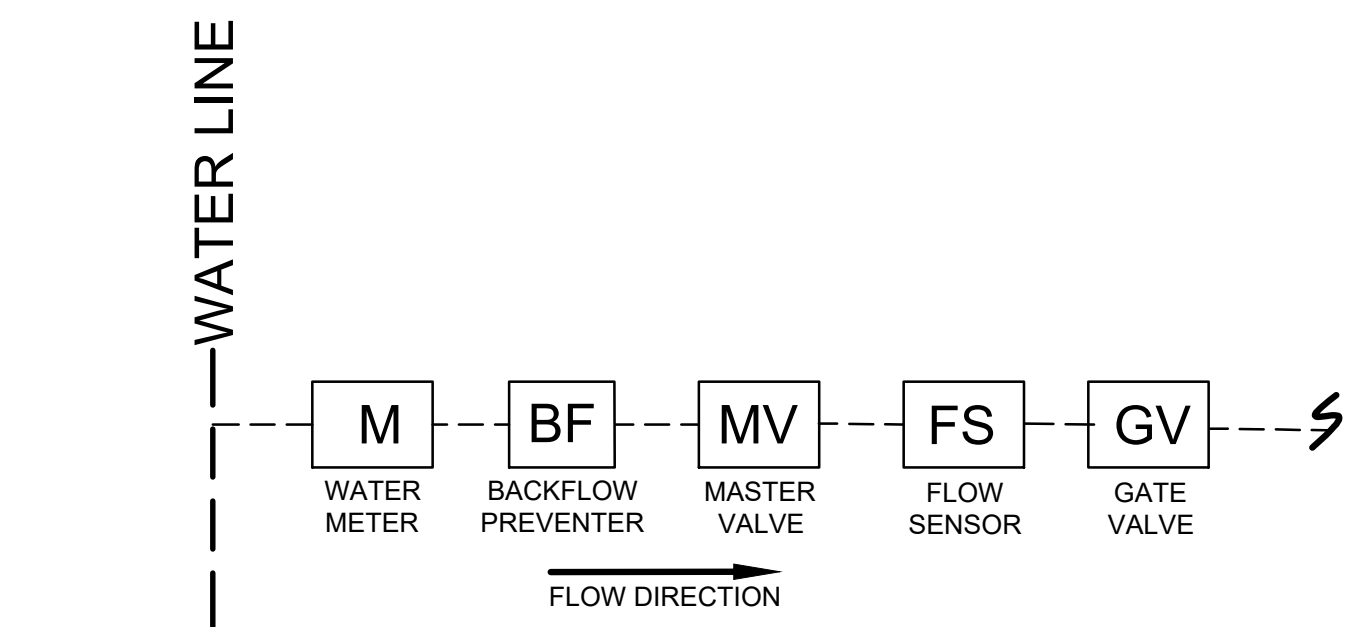 WATER LINE
M
BF
MV
FS
GV
WATER
METER
BACKFLOW
PREVENTER
MASTER
VALVE
FLOW
SENSOR
GATE
VALVE
FLOW DIRECTION